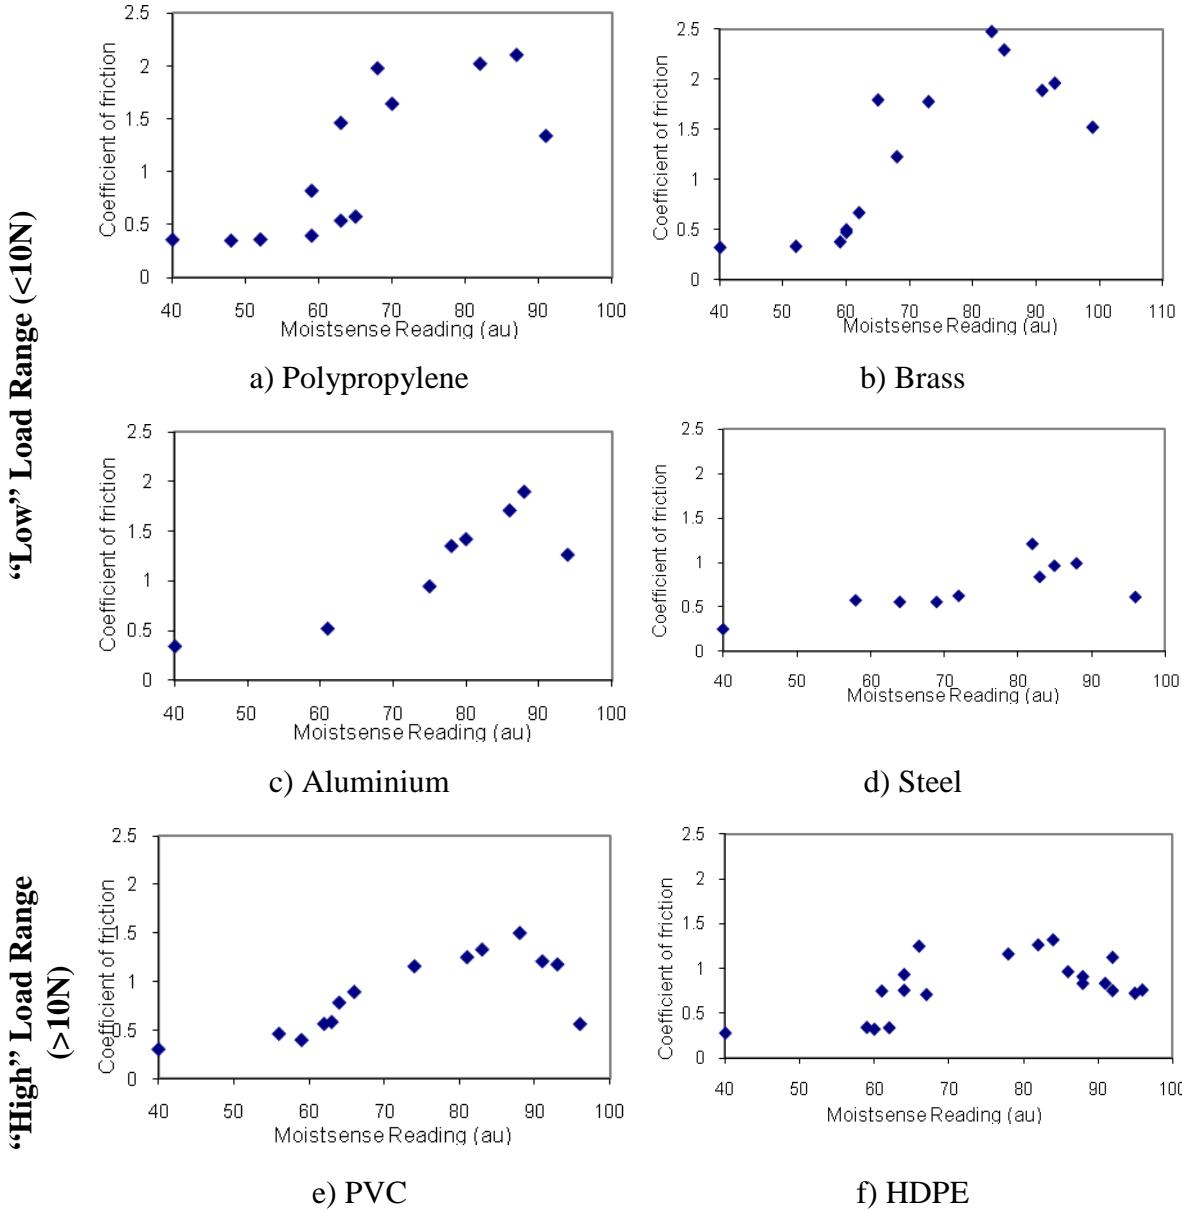 “Low” Load Range (<10N)
2.5
2
1.5
1
0.5
0
Coefficient of friction
40 50 60 70 80 90 100
Moistsense Reading (au)
a) Polypropylene
2.5
2
1.5
1
0.5
0
Coefficient of friction
40 50 60 70 80 90 100 110
Moistsense Reading (au)
b) Brass
2.5
2
1.5
1
0.5
0
Coefficient of friction
40 50 60 70 80 90 100
Moistsense Reading (au)
c) Aluminium
2.5
2
1.5
1
0.5
0
Coefficient of friction
40 50 60 70 80 90 100
Moistsense Reading (au)
d) Steel
“High” Load Range
(>10N)
2.5
2
1.5
1
0.5
0
Coefficient of friction
40 50 60 70 80 90 100
Moistsense Reading (au)
e) PVC
2.5
2
1.5
1
0.5
0
Coefficient of friction
40 50 60 70 80 90 100
Moistsense Reading (au)
f) HDPE